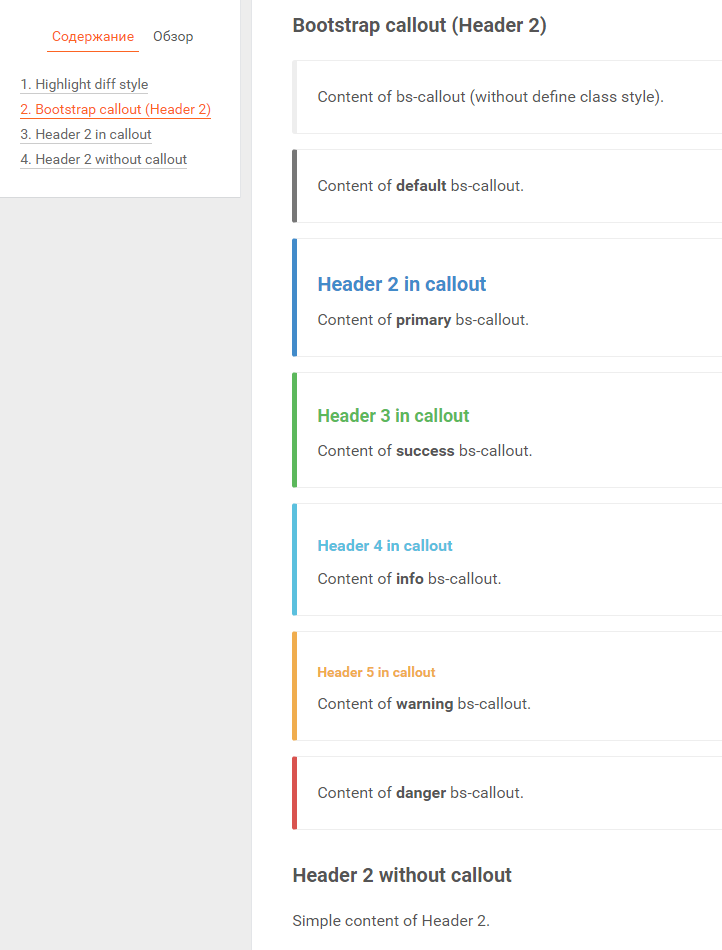 Содержание Обзор
1. Highlight diff style
2. Bootstrap callout (Header 2)
3. Header 2 in callout
4. Header 2 without callout
Bootstrap callout (Header 2)
Content of bs-callout (without define class style).
Content of default bs-callout.
Header 2 in callout
Content of primary bs-callout.
Header 3 in callout
Content of success bs-callout.
Header 4 in callout
Content of info bs-callout.
Header 5 in callout
Content of warning bs-callout.
Content of danger bs-callout.
Header 2 without callout
Simple content of Header 2.